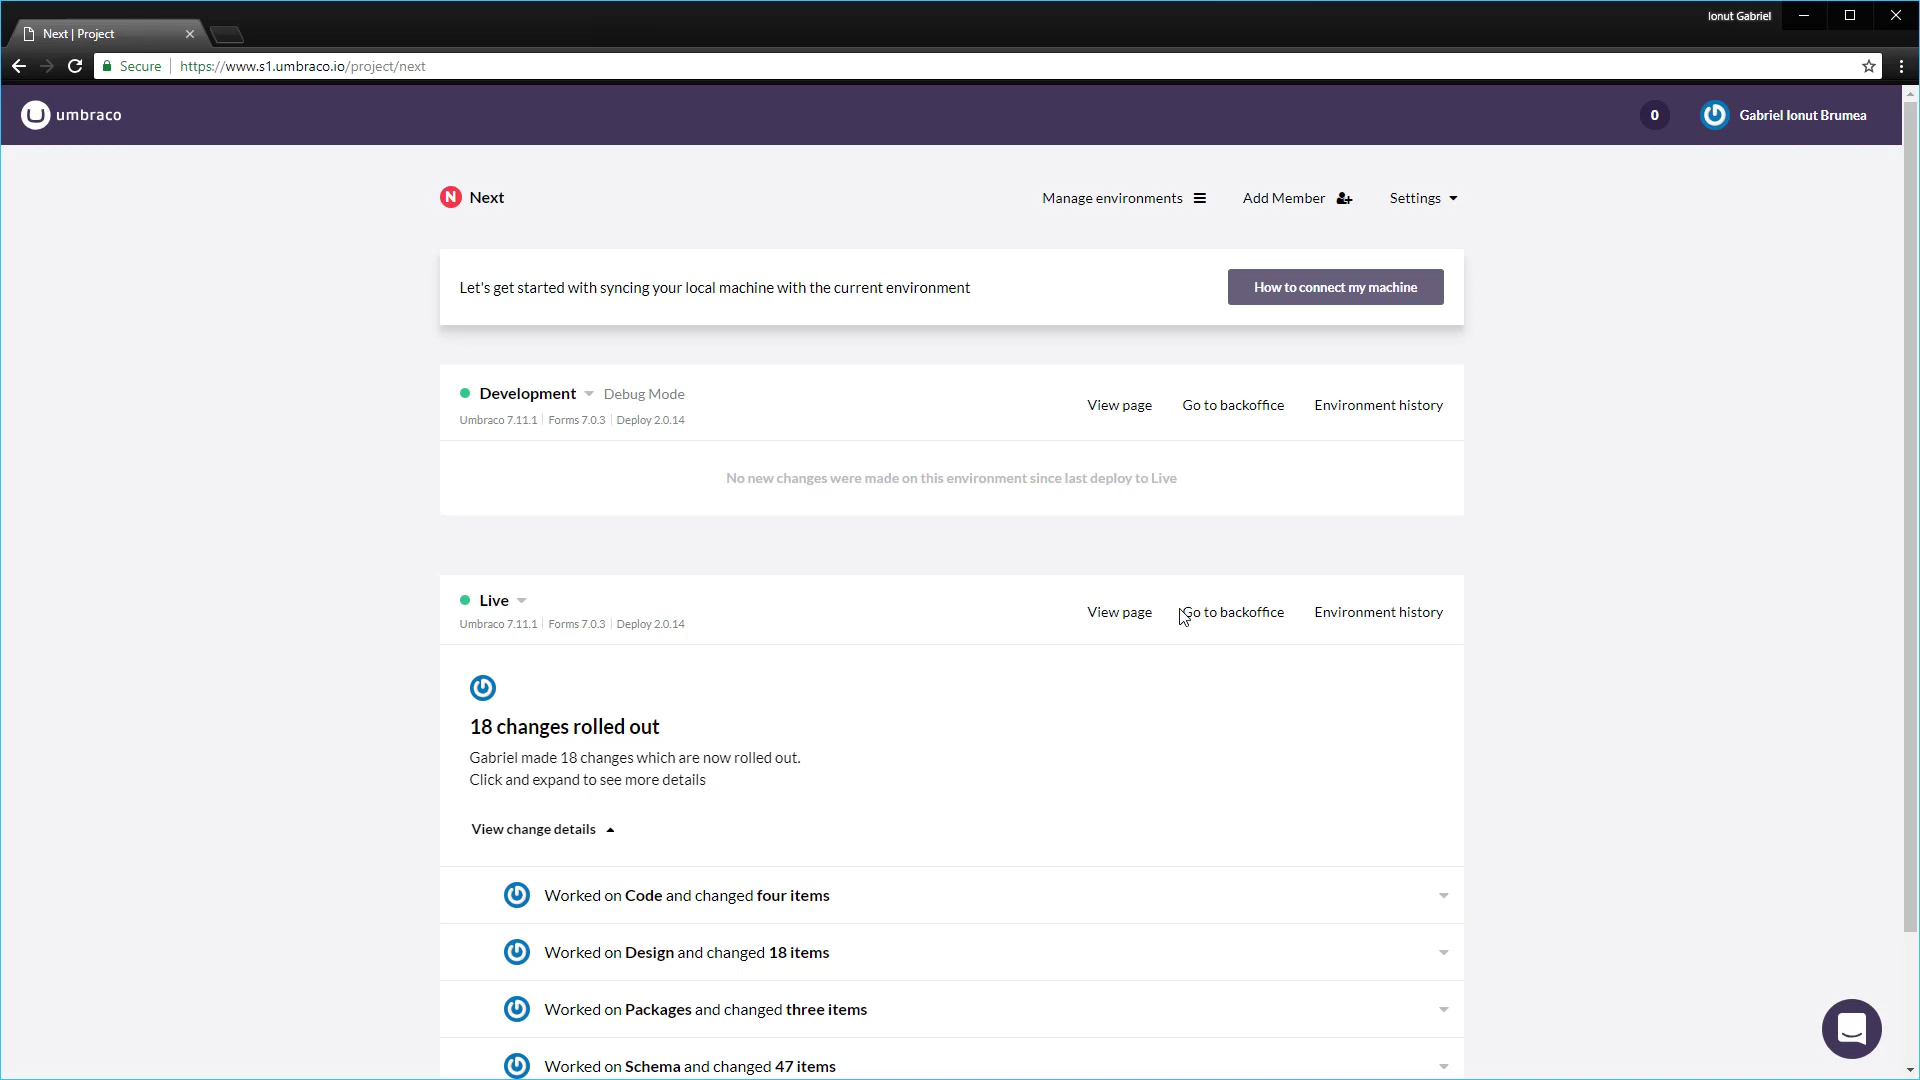 Ionut Gabriel
Next | Project
Secure
https://www.s1.umbraco.io/project/next
umbraco
0
Gabriel Ionut Brumea
N Next
Manage environments
Add Member
Settings
Let's get started with syncing your local machine with the current environment
How to connect my machine
Development
Debug Mode
Umbraco 7.11.1 | Forms 7.0.3 | Deploy 2.0.14
View page
Go to backoffice
Environment history
No new changes were made on this environment since last deploy to Live
Live
Umbraco 7.11.1 | Forms 7.0.3 | Deploy 2.0.14
View page
Go to backoffice
Environment history
18 changes rolled out
Gabriel made 18 changes which are now rolled out.
Click and expand to see more details
View change details
Worked on Code and changed four items
Worked on Design and changed 18 items
Worked on Packages and changed three items
Worked on Schema and changed 47 items